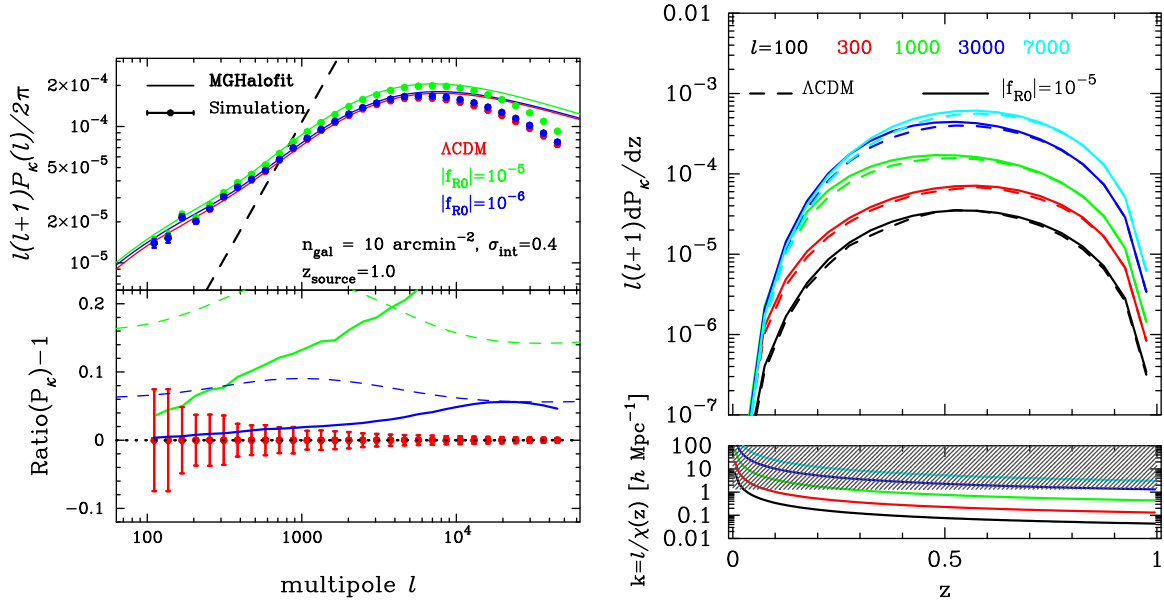 l(l+1)P_κ(l)/2π
2×10⁻⁴
10⁻⁴
5×10⁻⁵
2×10⁻⁵
10⁻⁵
MGHalofit
Simulation
ΛCDM
|f_R0|=10⁻⁵
|f_R0|=10⁻⁶
n_gal = 10 arcmin⁻², σ_int=0.4
z_source=1.0
Ratio(P_κ)−1
0.2
0.1
0
−0.1
100 1000 10⁴
multipole l
l(l+1)dP_κ/dz
0.01
10⁻³
10⁻⁴
10⁻⁵
10⁻⁶
10⁻⁷
l=100 300 1000 3000 7000
ΛCDM |f_R0|=10⁻⁵
k=l/χ(z) [h Mpc⁻¹]
100
10
1
0.1
0.01
0 0.5 1
z